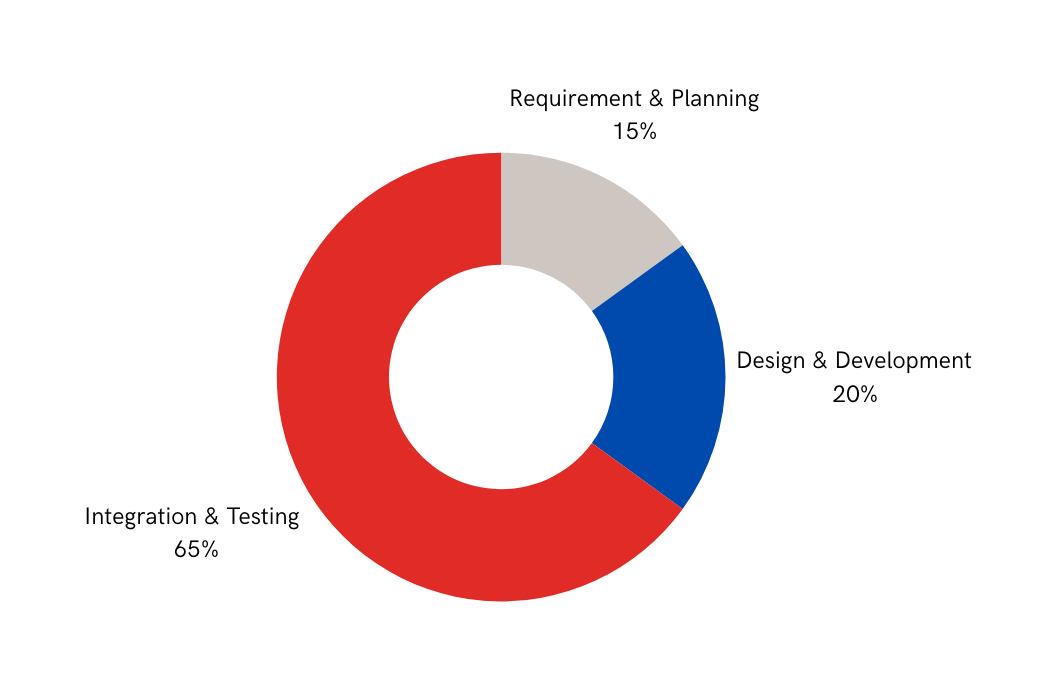 Requirement & Planning
15%
Design & Development
20%
Integration & Testing
65%